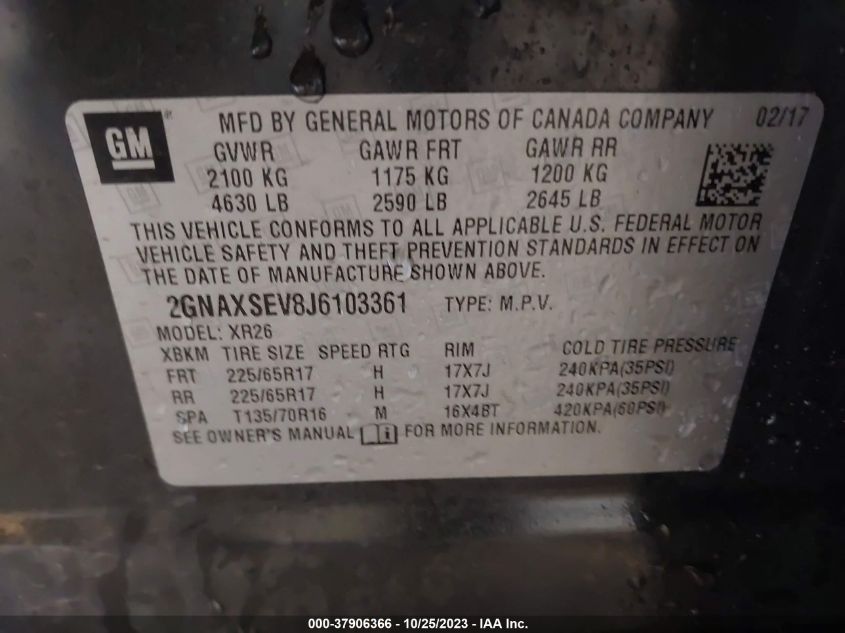 GM MFD BY GENERAL MOTORS OF CANADA COMPANY 02/17
GVWR GAWR FRT GAWR RR
2100 KG 1175 KG 1200 KG
4630 LB 2590 LB 2645 LB
THIS VEHICLE CONFORMS TO ALL APPLICABLE U.S. FEDERAL MOTOR
VEHICLE SAFETY AND THEFT PREVENTION STANDARDS IN EFFECT ON
THE DATE OF MANUFACTURE SHOWN ABOVE.
2GNAXSEV8J6103361 TYPE: M.P.V.
MODEL: XR26
XBKM TIRE SIZE SPEED RTG RIM COLD TIRE PRESSURE
FRT 225/65R17 H 17X7J 240KPA(35PSI)
RR 225/65R17 H 17X7J 240KPA(35PSI)
SPA T135/70R16 M 16X4BT 420KPA(60PSI)
SEE OWNER'S MANUAL i FOR MORE INFORMATION.
000-37906366 - 10/25/2023 - IAA Inc.